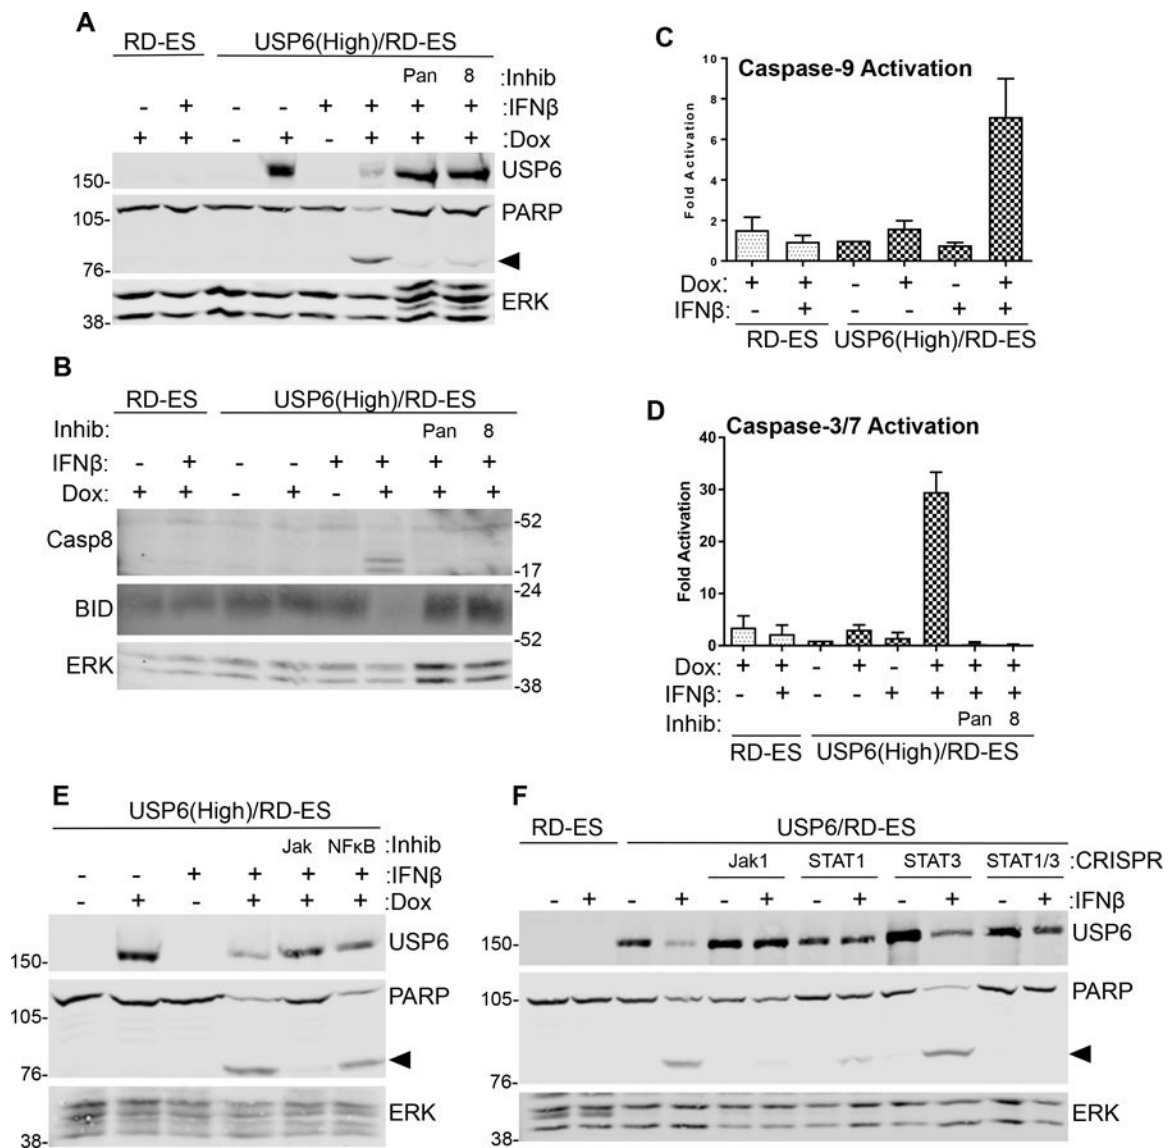 A
RD-ES USP6(High)/RD-ES
Pan 8 :Inhib
- + - - + + + + :IFNβ
+ + - + - + + + :Dox
USP6
150-
PARP
105-
76-
ERK
38-
B
RD-ES USP6(High)/RD-ES
Inhib: Pan 8
IFNβ: - + - - + + + +
Dox: + + - + - + + +
Casp8 -52
-17
BID -24
-52
ERK
-38
C
Caspase-9 Activation
Fold Activation
10
8
6
4
2
0
Dox: + + - + - +
IFNβ: - + - - + +
RD-ES USP6(High)/RD-ES
D
Caspase-3/7 Activation
Fold Activation
40
30
20
10
0
Dox: + + - + - + + +
IFNβ: - + - - + + + +
Inhib: Pan 8
RD-ES USP6(High)/RD-ES
E
USP6(High)/RD-ES
Jak NFκB :Inhib
- - + + + + :IFNβ
- + - + + + :Dox
USP6
150-
PARP
105-
76-
ERK
38-
F
RD-ES USP6/RD-ES
Jak1 STAT1 STAT3 STAT1/3 :CRISPR
- + - + - + - + - + - + :IFNβ
USP6
150-
PARP
105-
76-
ERK
38-